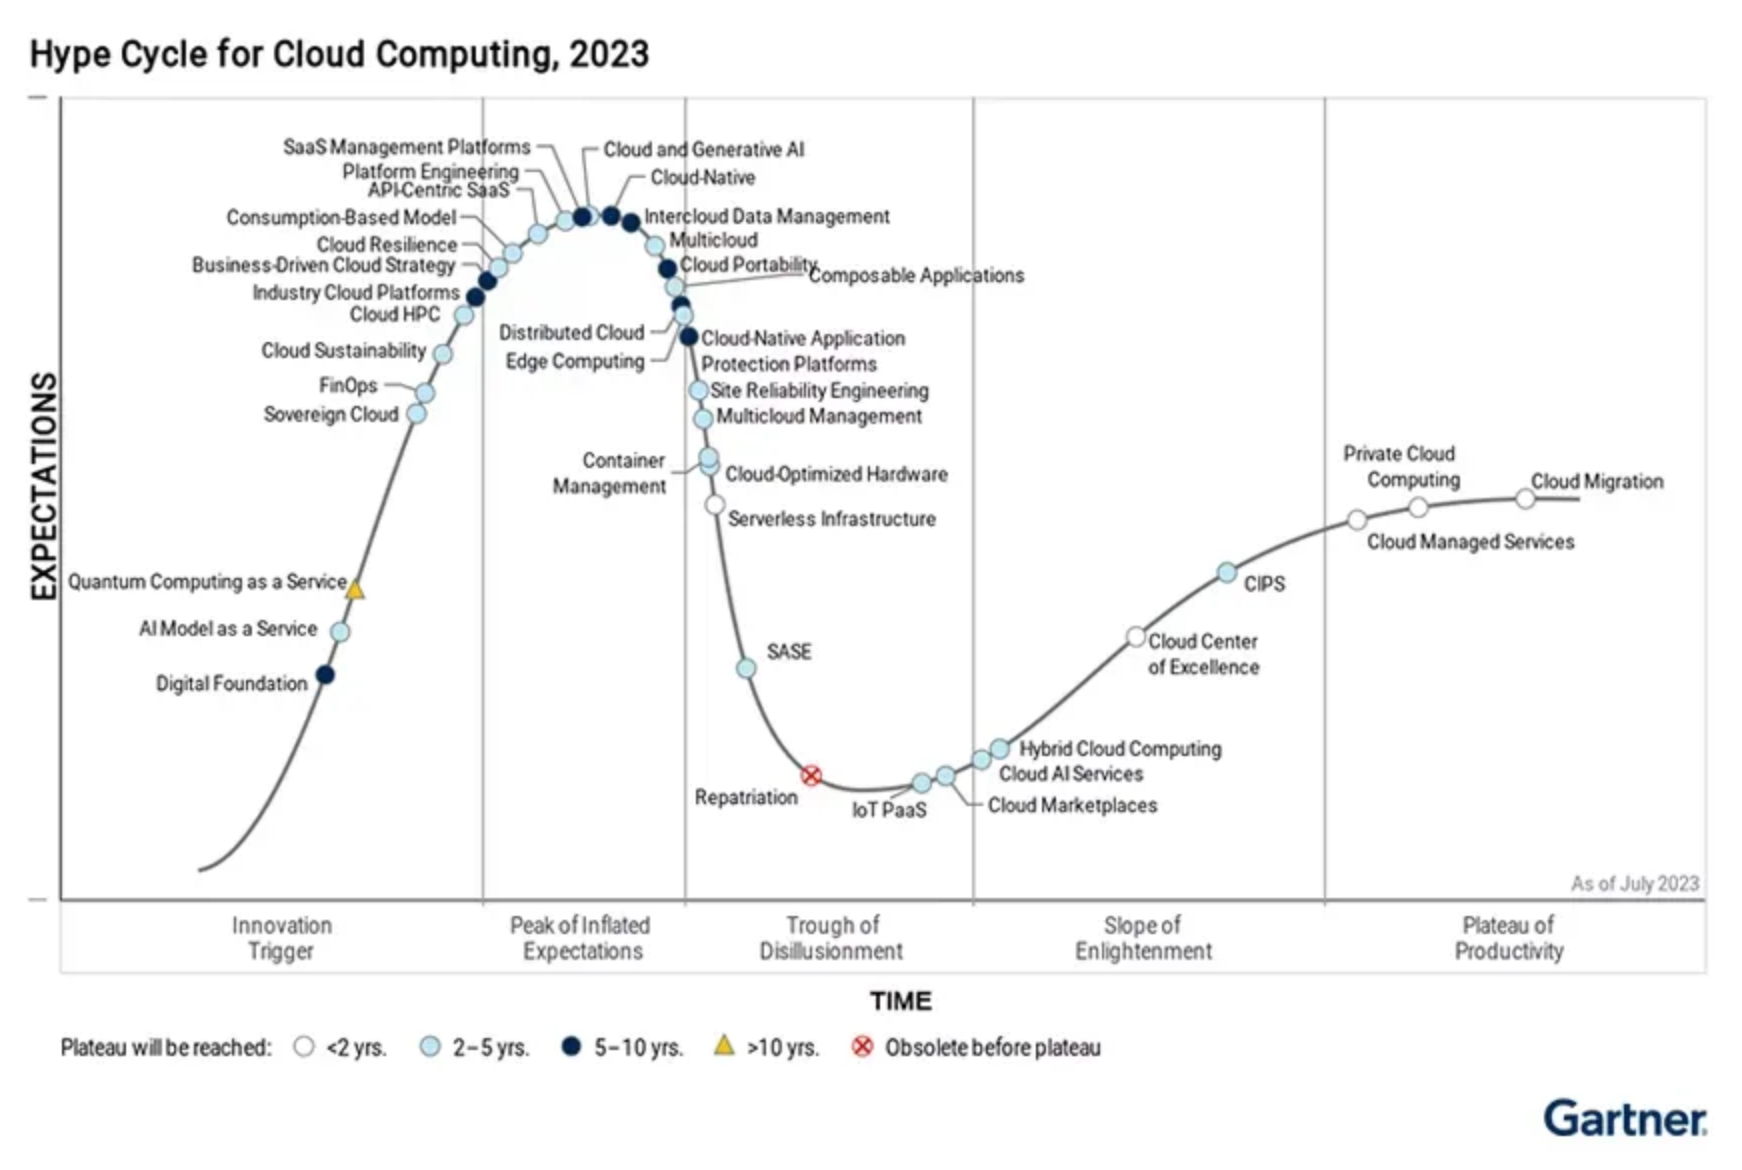 Hype Cycle for Cloud Computing, 2023
EXPECTATIONS
SaaS Management Platforms
Platform Engineering
API-Centric SaaS
Consumption-Based Model
Cloud Resilience
Business-Driven Cloud Strategy
Industry Cloud Platforms
Cloud HPC
Cloud Sustainability
FinOps
Sovereign Cloud
Quantum Computing as a Service
AI Model as a Service
Digital Foundation
Cloud and Generative AI
Cloud-Native
Intercloud Data Management
Multicloud
Cloud Portability
Composable Applications
Distributed Cloud
Edge Computing
Cloud-Native Application
Protection Platforms
Site Reliability Engineering
Multicloud Management
Container
Management
Cloud-Optimized Hardware
Serverless Infrastructure
SASE
Repatriation
IoT PaaS
Cloud Marketplaces
Cloud AI Services
Hybrid Cloud Computing
Cloud Center
of Excellence
CIPS
Private Cloud
Computing
Cloud Managed Services
Cloud Migration
As of July 2023
Innovation
Trigger
Peak of Inflated
Expectations
Trough of
Disillusionment
Slope of
Enlightenment
Plateau of
Productivity
TIME
Plateau will be reached: <2 yrs. 2–5 yrs. 5–10 yrs. >10 yrs. Obsolete before plateau
Gartner